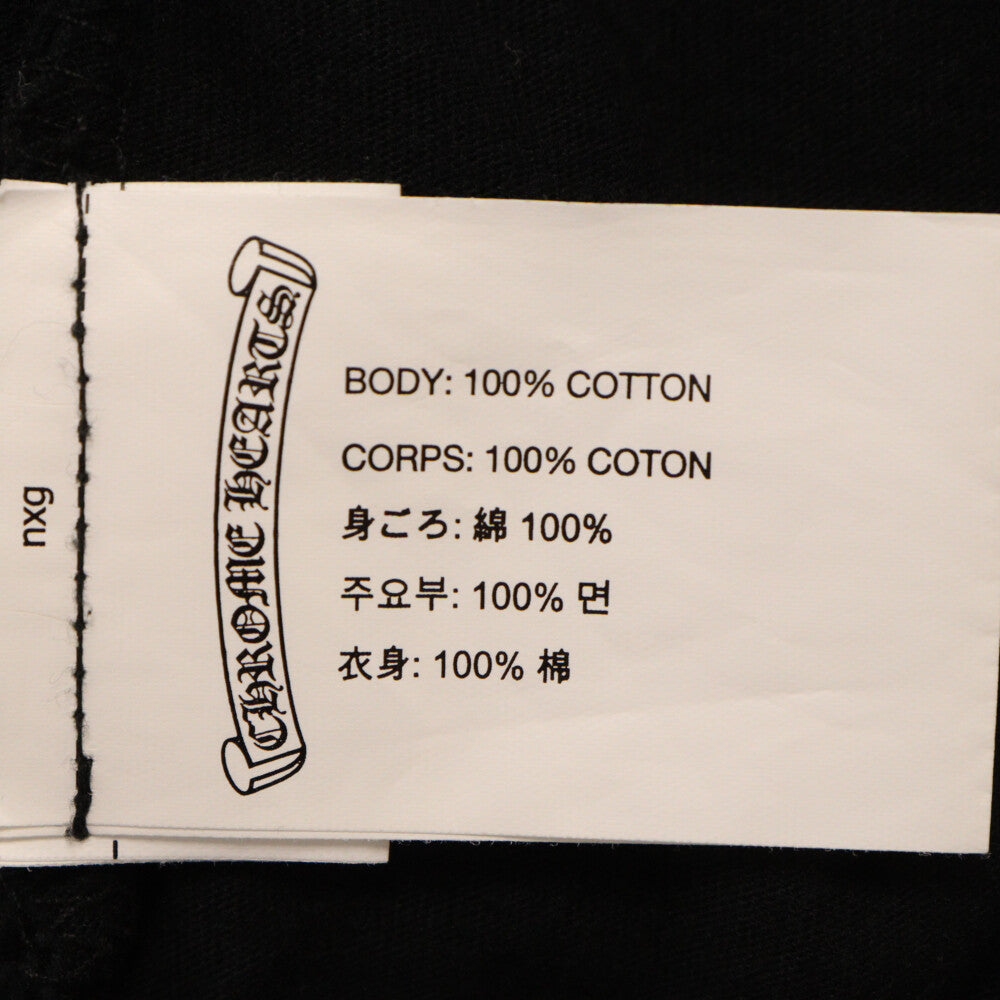 nxg
CHROME HEARTS
BODY: 100% COTTON
CORPS: 100% COTON
身ごろ: 綿 100%
주요부: 100% 면
衣身: 100% 棉